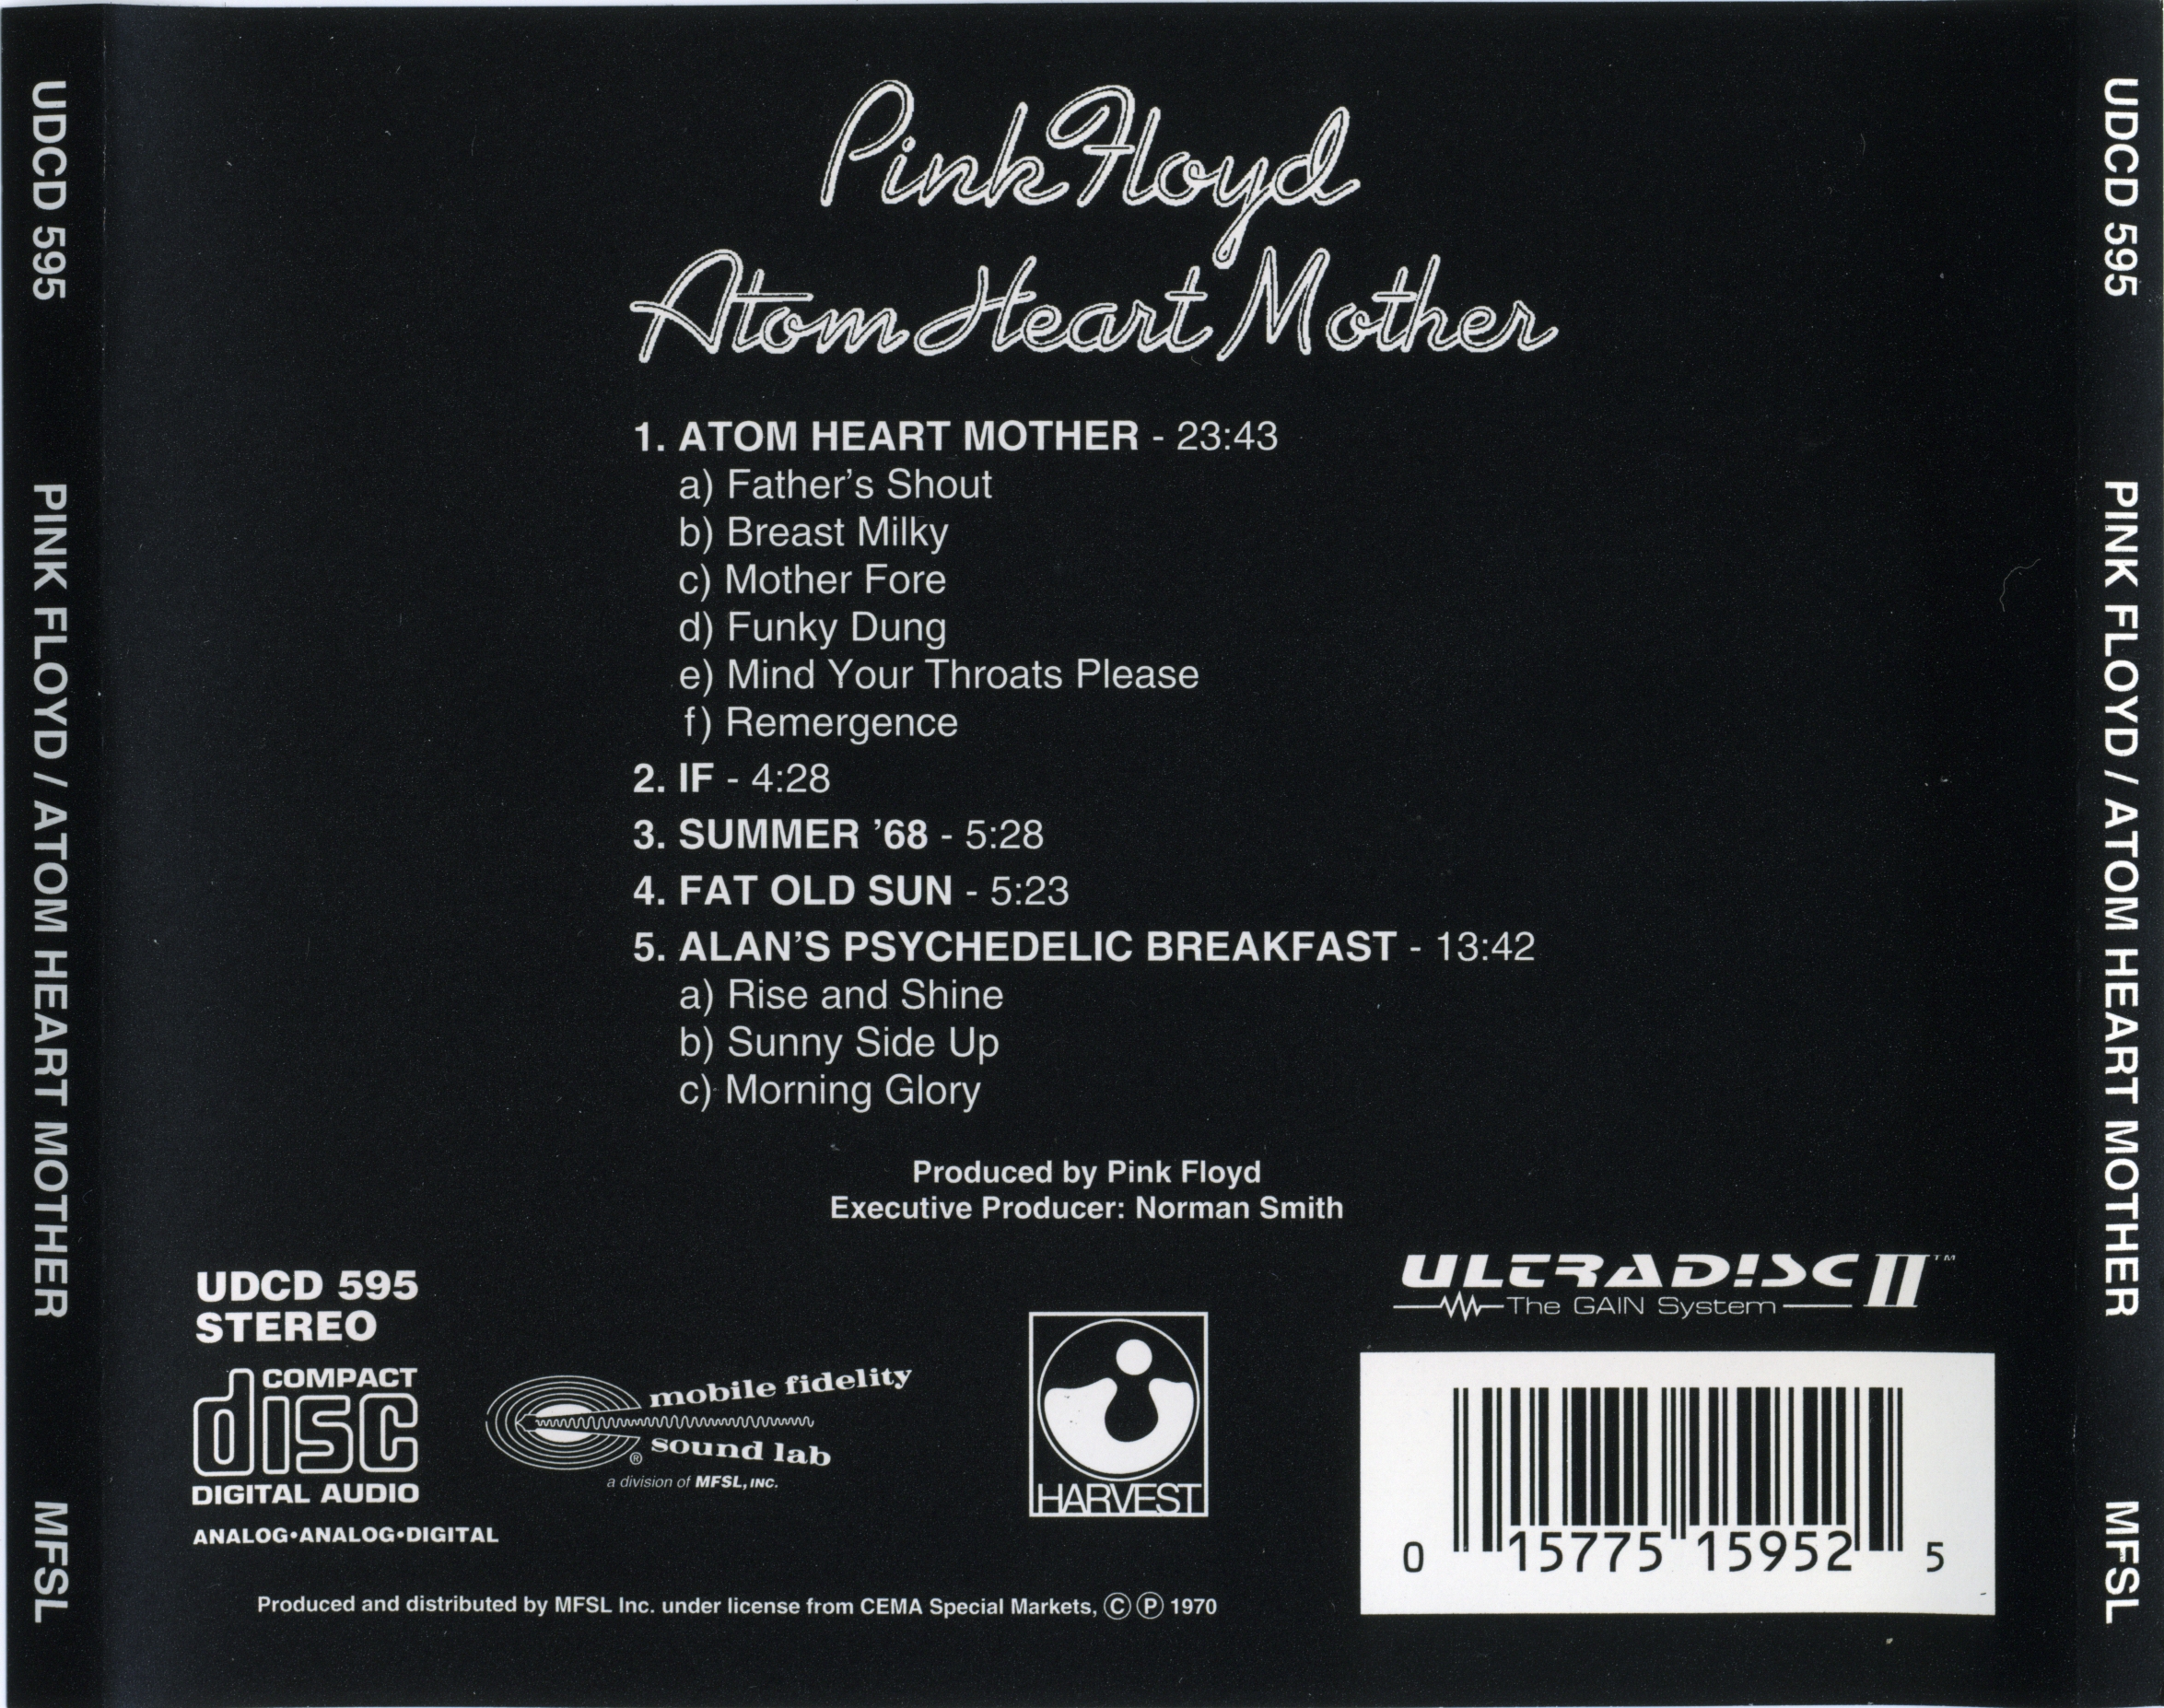 UDCD 595 PINK FLOYD / ATOM HEART MOTHER MFSL
Pink Floyd
Atom Heart Mother
1. ATOM HEART MOTHER - 23:43
a) Father's Shout
b) Breast Milky
c) Mother Fore
d) Funky Dung
e) Mind Your Throats Please
f) Remergence
2. IF - 4:28
3. SUMMER '68 - 5:28
4. FAT OLD SUN - 5:23
5. ALAN'S PSYCHEDELIC BREAKFAST - 13:42
a) Rise and Shine
b) Sunny Side Up
c) Morning Glory
Produced by Pink Floyd
Executive Producer: Norman Smith
UDCD 595
STEREO
COMPACT
disc
DIGITAL AUDIO
ANALOG•ANALOG•DIGITAL
mobile fidelity
sound lab
®
a division of MFSL, INC.
HARVEST
ULTRADISC II™
The GAIN System
0 15775 15952 5
Produced and distributed by MFSL Inc. under license from CEMA Special Markets, Ⓒ Ⓟ 1970
UDCD 595 PINK FLOYD / ATOM HEART MOTHER MFSL